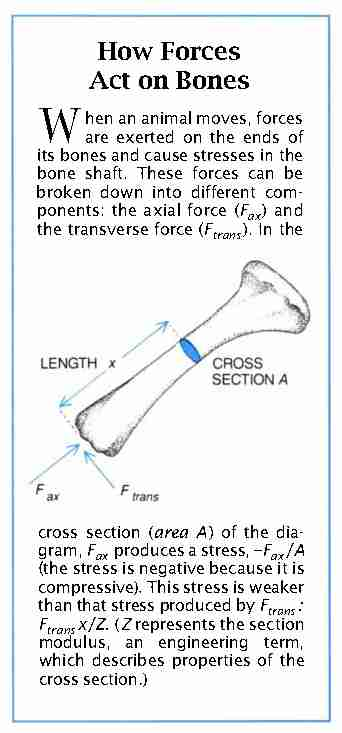 How Forces
Act on Bones
When an animal moves, forces
are exerted on the ends of
its bones and cause stresses in the
bone shaft. These forces can be
broken down into different com-
ponents: the axial force (Fax) and
the transverse force (Ftrans). In the
LENGTH x
CROSS
SECTION A
Fax
Ftrans
cross section (area A) of the dia-
gram, Fax produces a stress, –Fax/A
(the stress is negative because it is
compressive). This stress is weaker
than that stress produced by Ftrans:
Ftransx/Z. (Z represents the section
modulus, an engineering term,
which describes properties of the
cross section.)